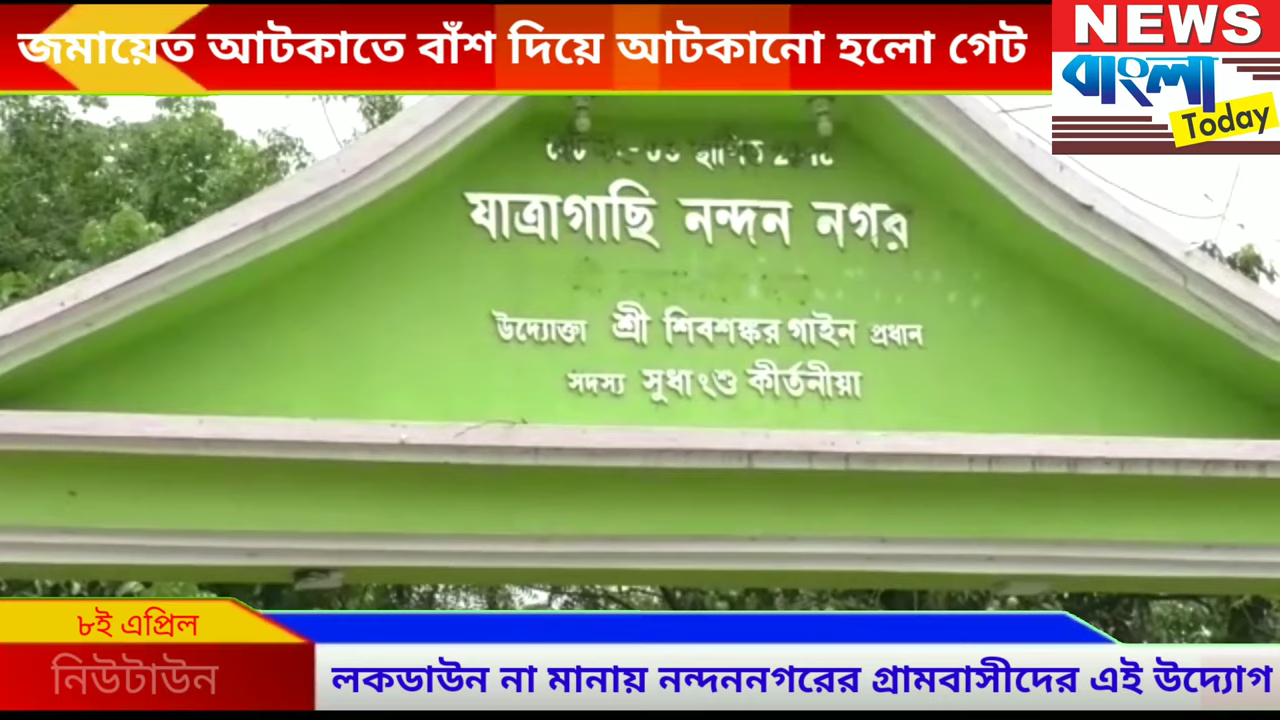 জমায়েত আটকাতে বাঁশ দিয়ে আটকানো হলো গেট
NEWS
বাংলা
Today
যাত্রাগাছি নন্দন নগর
উদ্যোক্তা শ্রী শিবশঙ্কর গাইন প্রধান
সদস্য সুধাংশু কীর্তনীয়া
৮ই এপ্রিল
নিউটাউন
লকডাউন না মানায় নন্দননগরের গ্রামবাসীদের এই উদ্যোগ